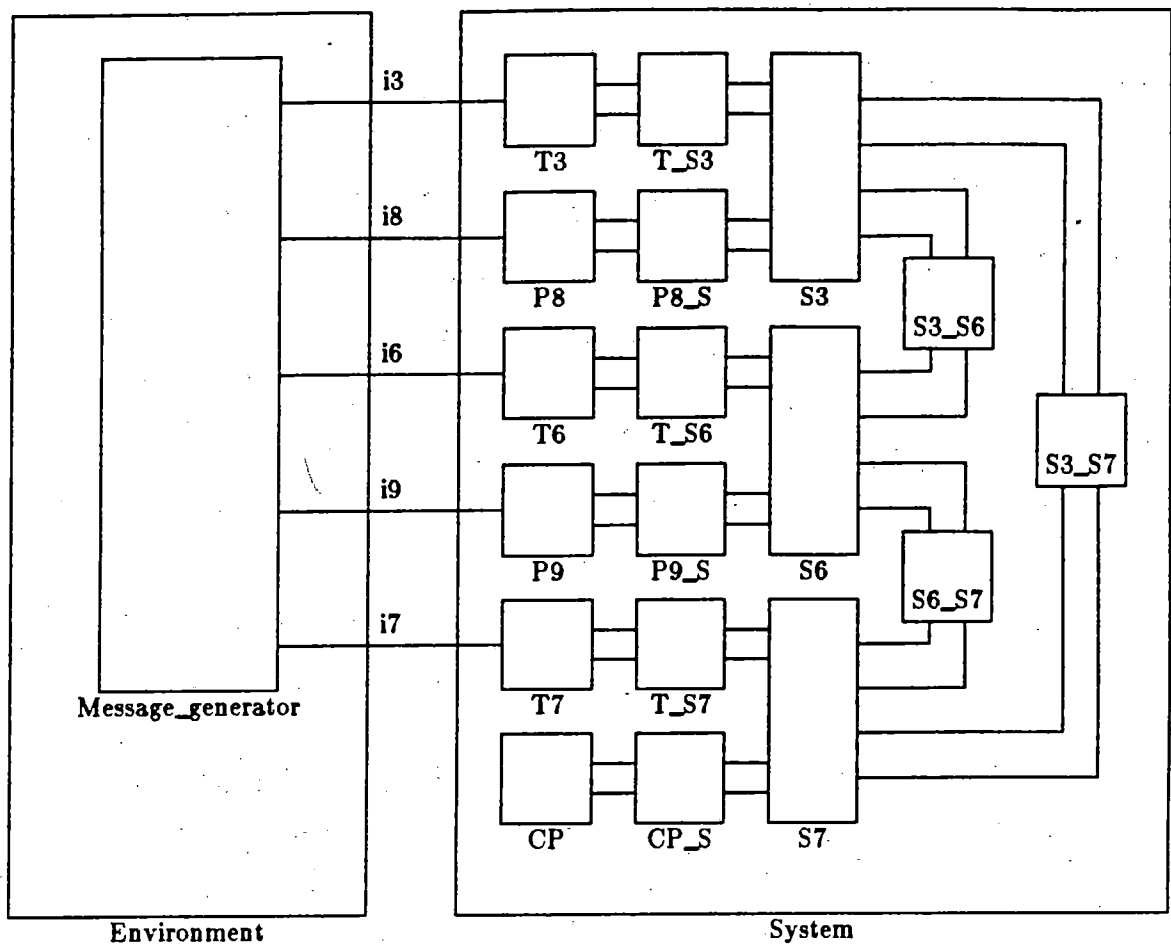 i3
T3 T_S3
i8
P8 P8_S S3
S3_S6
i6
T6 T_S6
S3_S7
i9
P9 P9_S S6
S6_S7
i7
T7 T_S7
Message_generator
CP CP_S S7
Environment System